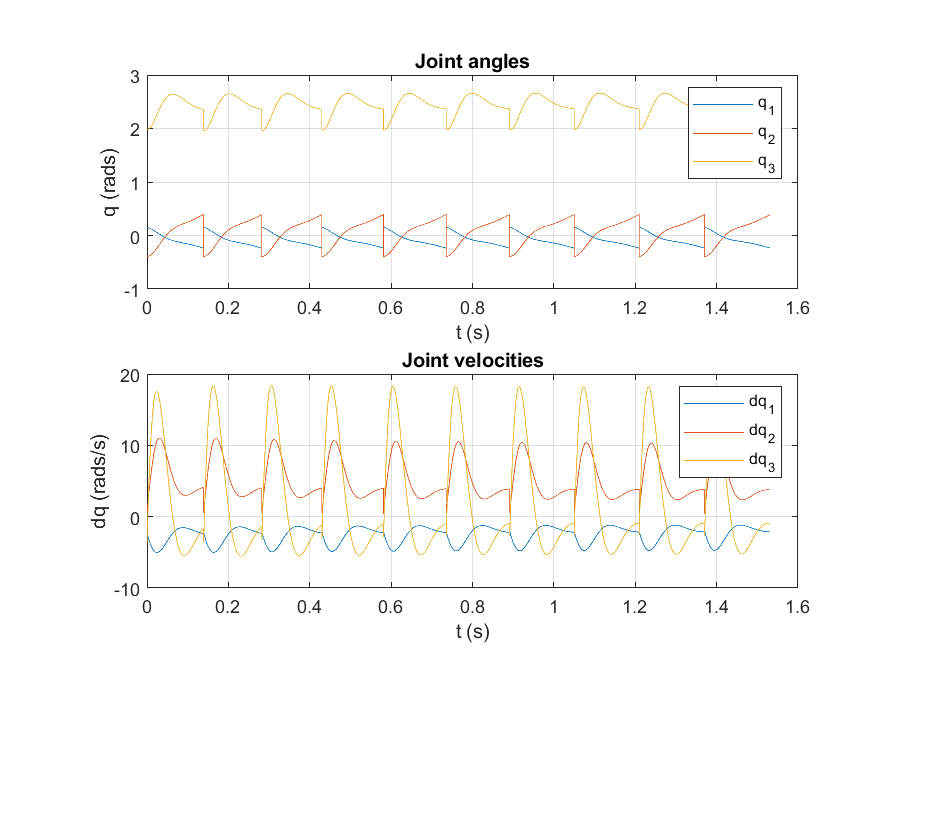 Joint angles
3
2
1
0
-1
q (rads)
q1
q2
q3
0 0.2 0.4 0.6 0.8 1 1.2 1.4 1.6
t (s)
Joint velocities
20
10
0
-10
dq (rads/s)
dq1
dq2
dq3
0 0.2 0.4 0.6 0.8 1 1.2 1.4 1.6
t (s)